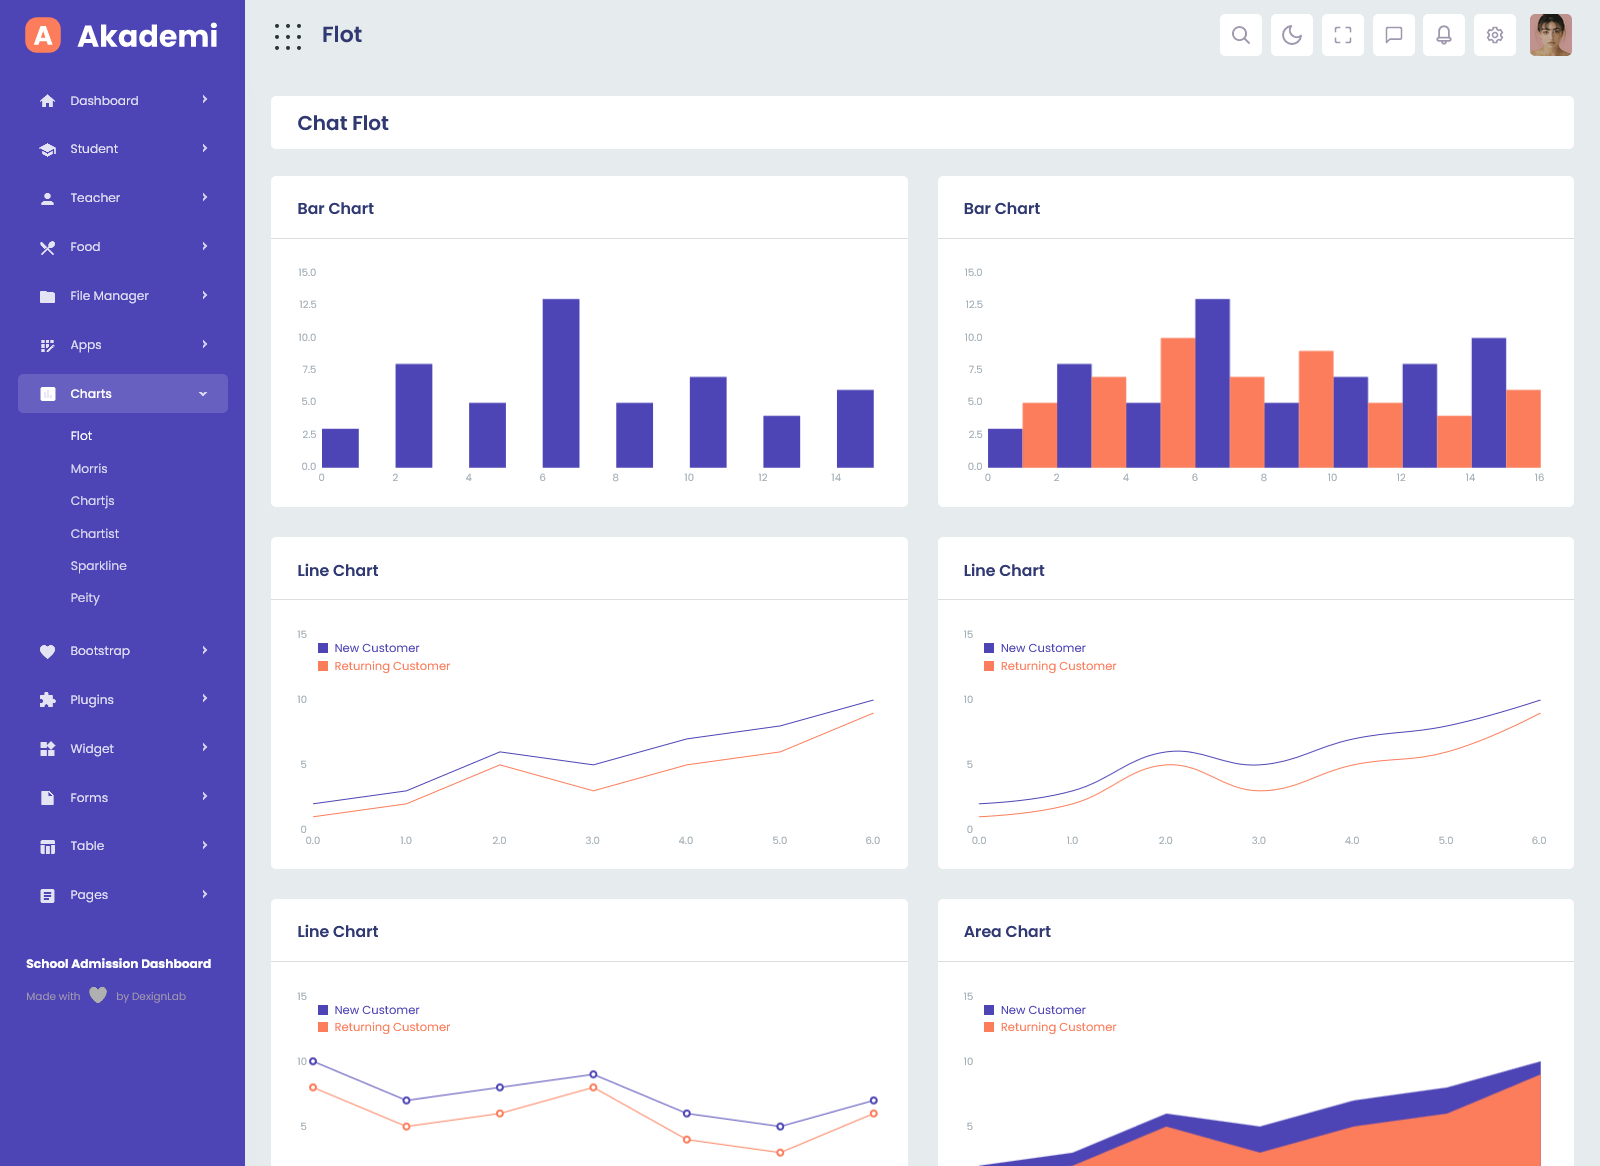 A Akademi
Dashboard
Student
Teacher
Food
File Manager
Apps
Charts
Flot
Morris
Chartjs
Chartist
Sparkline
Peity
Bootstrap
Plugins
Widget
Forms
Table
Pages
School Admission Dashboard
Made with by DexignLab
Flot
Chat Flot
Bar Chart
15.0
12.5
10.0
7.5
5.0
2.5
0.0
0 2 4 6 8 10 12 14
Bar Chart
15.0
12.5
10.0
7.5
5.0
2.5
0.0
0 2 4 6 8 10 12 14 16
Line Chart
15
New Customer
Returning Customer
10
5
0
0.0 1.0 2.0 3.0 4.0 5.0 6.0
Line Chart
15
New Customer
Returning Customer
10
5
0
0.0 1.0 2.0 3.0 4.0 5.0 6.0
Line Chart
15
New Customer
Returning Customer
10
5
Area Chart
15
New Customer
Returning Customer
10
5